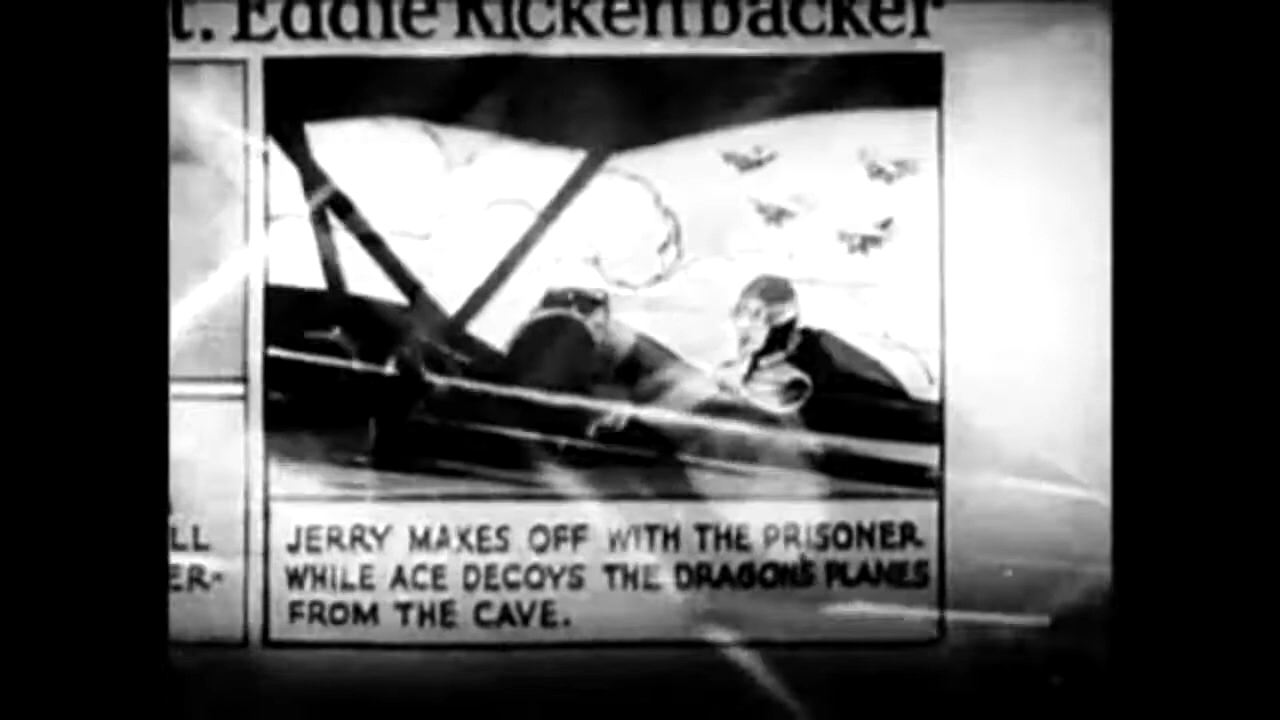 t. Eddie Rickenbacker
LL
ER-
JERRY MAKES OFF WITH THE PRISONER
WHILE ACE DECOYS THE DRAGON'S PLANES
FROM THE CAVE.